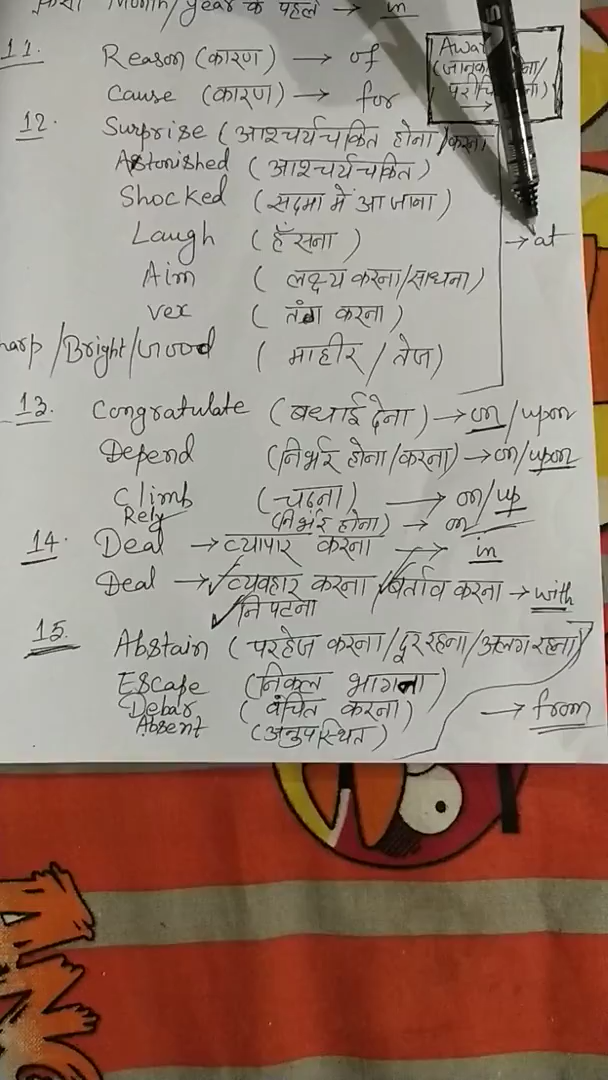 Month/year के पहले → in
11. Reason (कारण) → of
Cause (कारण) → for
12. Surprise (आश्चर्यचकित होना/करना
Astonished (आश्चर्यचकित)
Shocked (सदमा में आ जाना)
Laugh (हँसना) → at
Aim (लक्ष्य करना/साधना)
Vex (तंग करना)
/Bright/Good (माहीर/तेज)
13. Congratulate (बधाई देना) → on/upon
Depend (निर्भर होना/करना) → on/upon
Climb (चढ़ना) → on/up
Rely (निर्भर होना) → on
14. Deal → व्यापार करना → in
Deal → ✓व्यवहार करना/✓बर्ताव करना → with
✓निपटना
15. Abstain (परहेज करना/दूर रहना/अलग रहना)
Escape (निकल भागना)
Debar (वंचित करना) → from
Absent (अनुपस्थित)